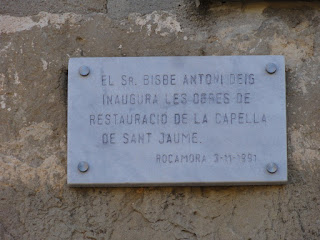 EL SR. BISBE ANTONI DEIG
INAUGURA LES OBRES DE
RESTAURACIO DE LA CAPELLA
DE SANT JAUME.
ROCAMORA 3-11-1991